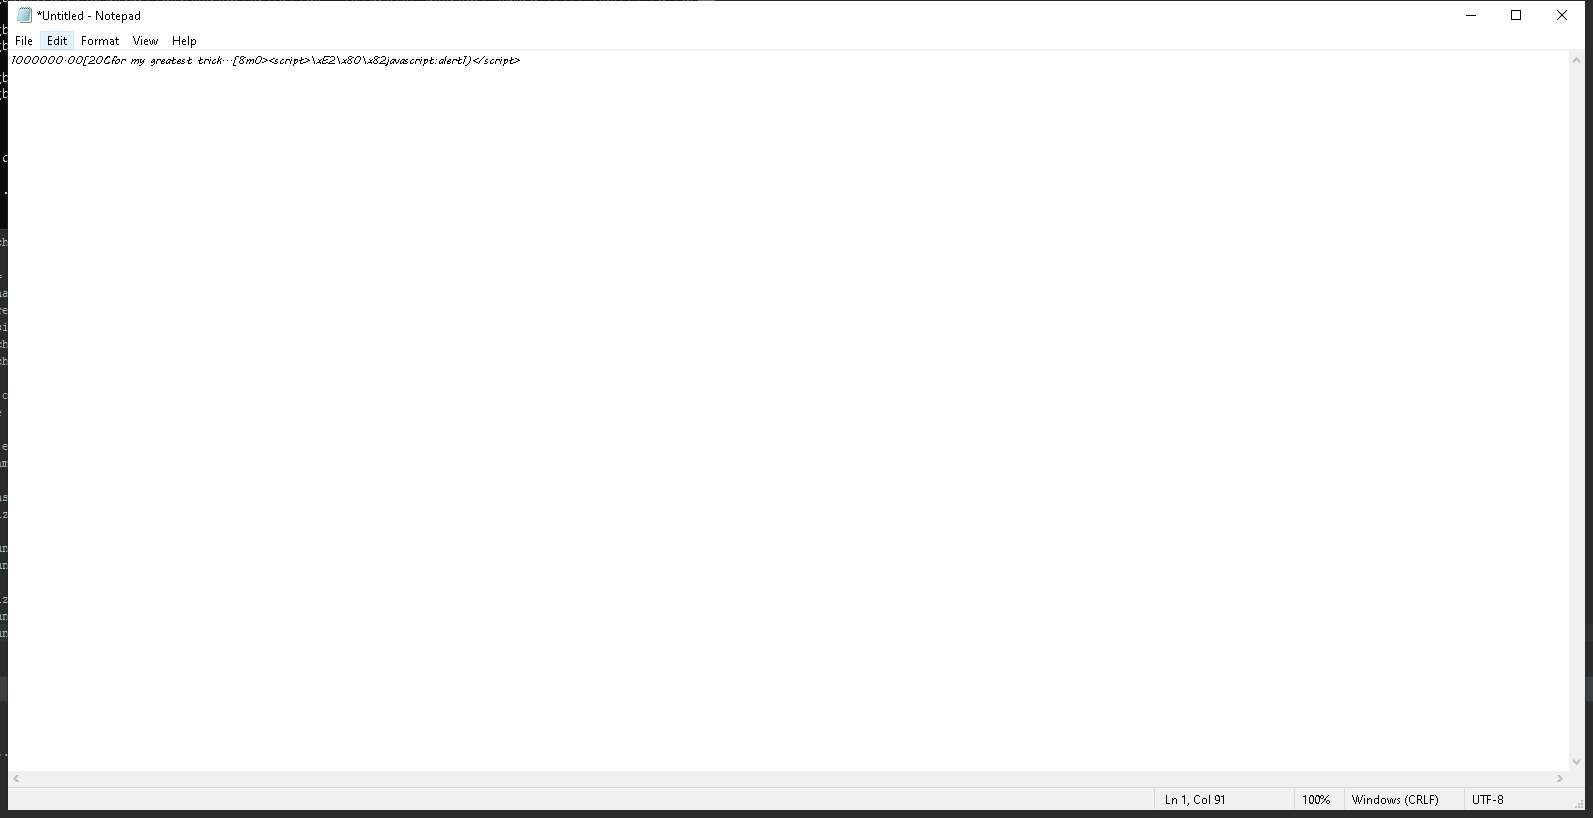 *Untitled - Notepad
File Edit Format View Help
1000000·00[20Cfor my greatest trick...[8m0><script>\xE2\x80\x82javascript:alert1)</script>
Ln 1, Col 91 100% Windows (CRLF) UTF-8